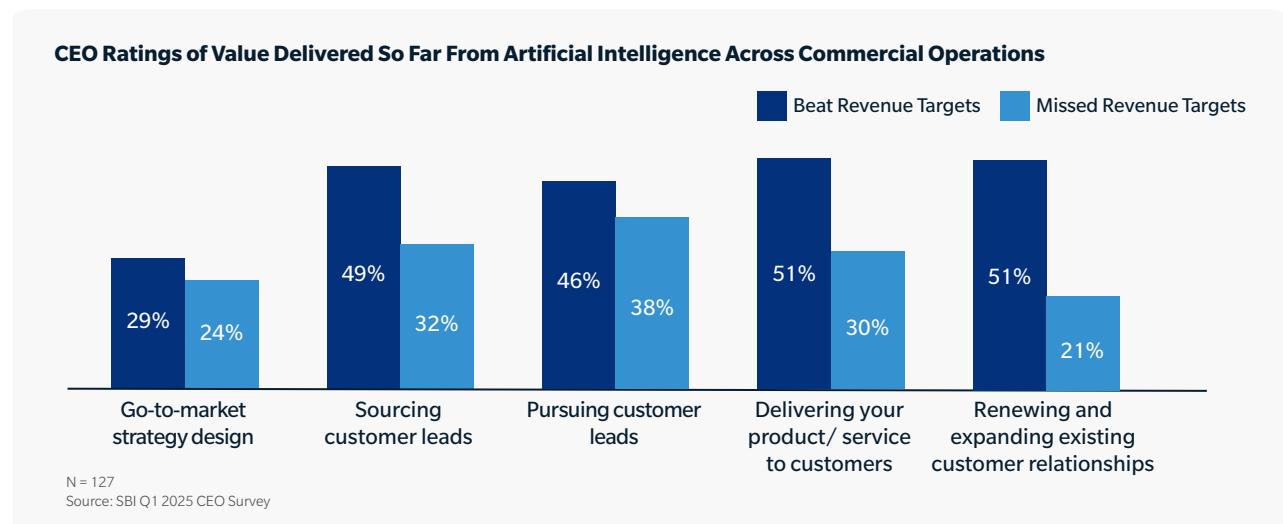 CEO Ratings of Value Delivered So Far From Artificial Intelligence Across Commercial Operations
Beat Revenue Targets
Missed Revenue Targets
29%
24%
49%
32%
46%
38%
51%
30%
51%
21%
Go-to-market
strategy design
Sourcing
customer leads
Pursuing customer
leads
Delivering your
product/ service
to customers
Renewing and
expanding existing
customer relationships
N = 127
Source: SBI Q1 2025 CEO Survey